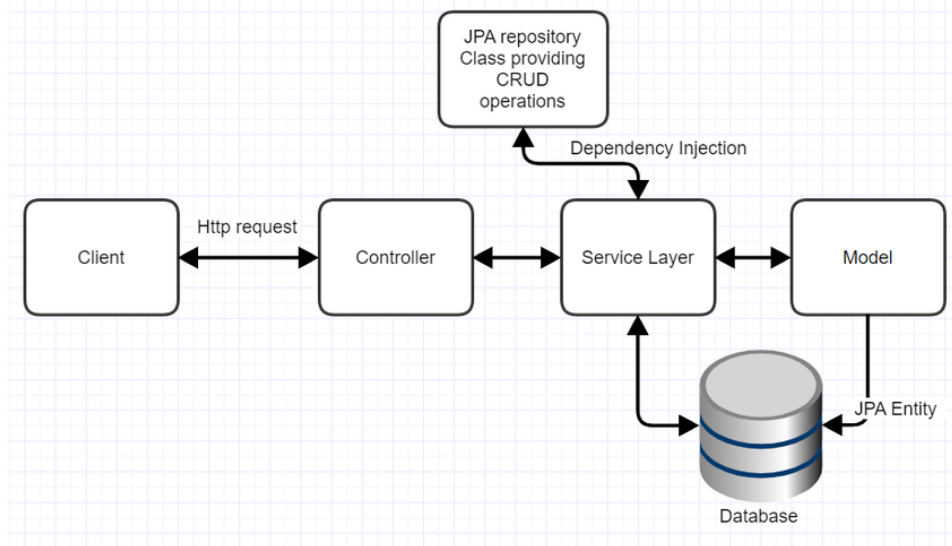 JPA repository
Class providing
CRUD
operations
Dependency Injection
Http request
Client
Controller
Service Layer
Model
JPA Entity
Database